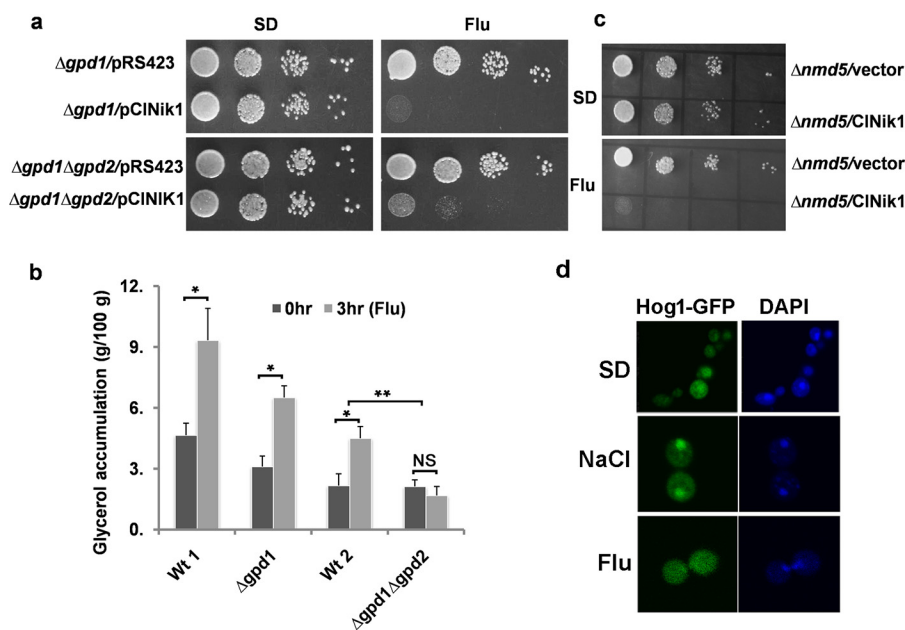 a
SD
Flu
Δgpd1/pRS423
Δgpd1/pClNik1
Δgpd1Δgpd2/pRS423
Δgpd1Δgpd2/pClNIK1
c
SD
Δnmd5/vector
Δnmd5/ClNik1
Flu
Δnmd5/vector
Δnmd5/ClNik1
b
Glycerol accumulation (g/100 g)
12.
9.
6.
3.
0.
0hr
3hr (Flu)
*
*
*
**
NS
Wt 1
Δgpd1
Wt 2
Δgpd1Δgpd2
d
Hog1-GFP
DAPI
SD
NaCl
Flu